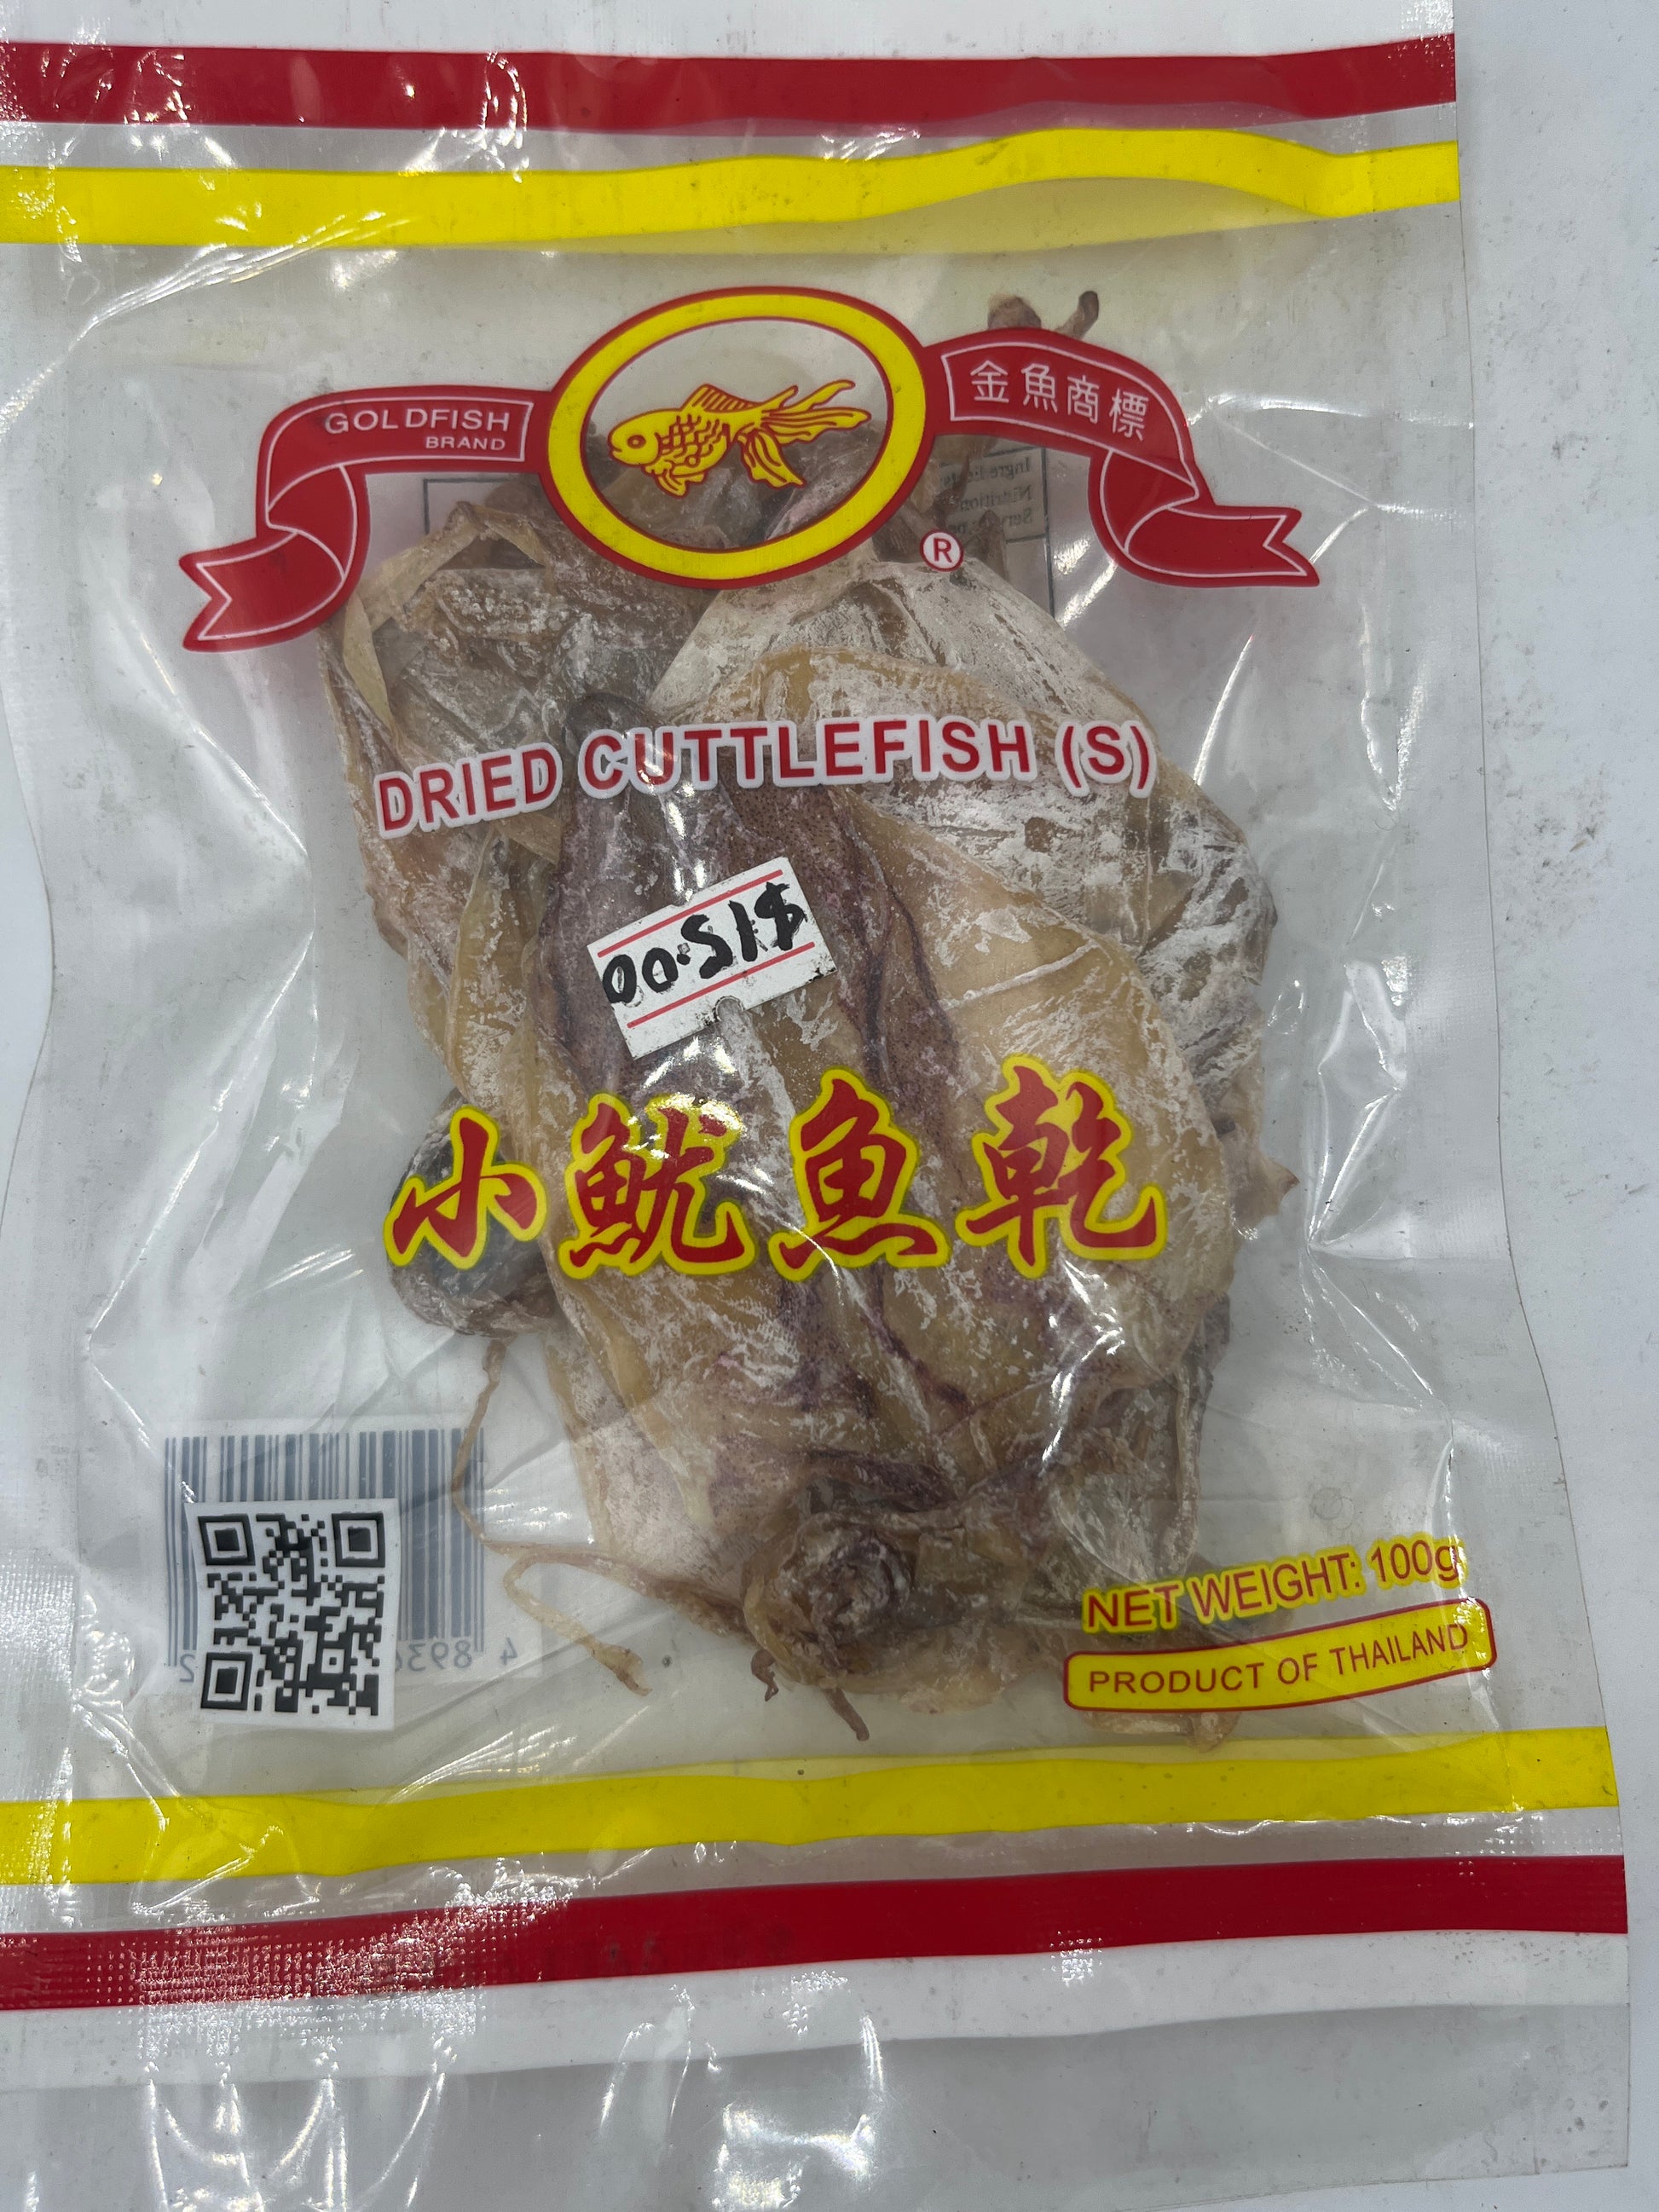 GOLDFISH
BRAND
金魚商標
®
DRIED CUTTLEFISH (S)
$15.00
小魷魚乾
NET WEIGHT: 100g
PRODUCT OF THAILAND